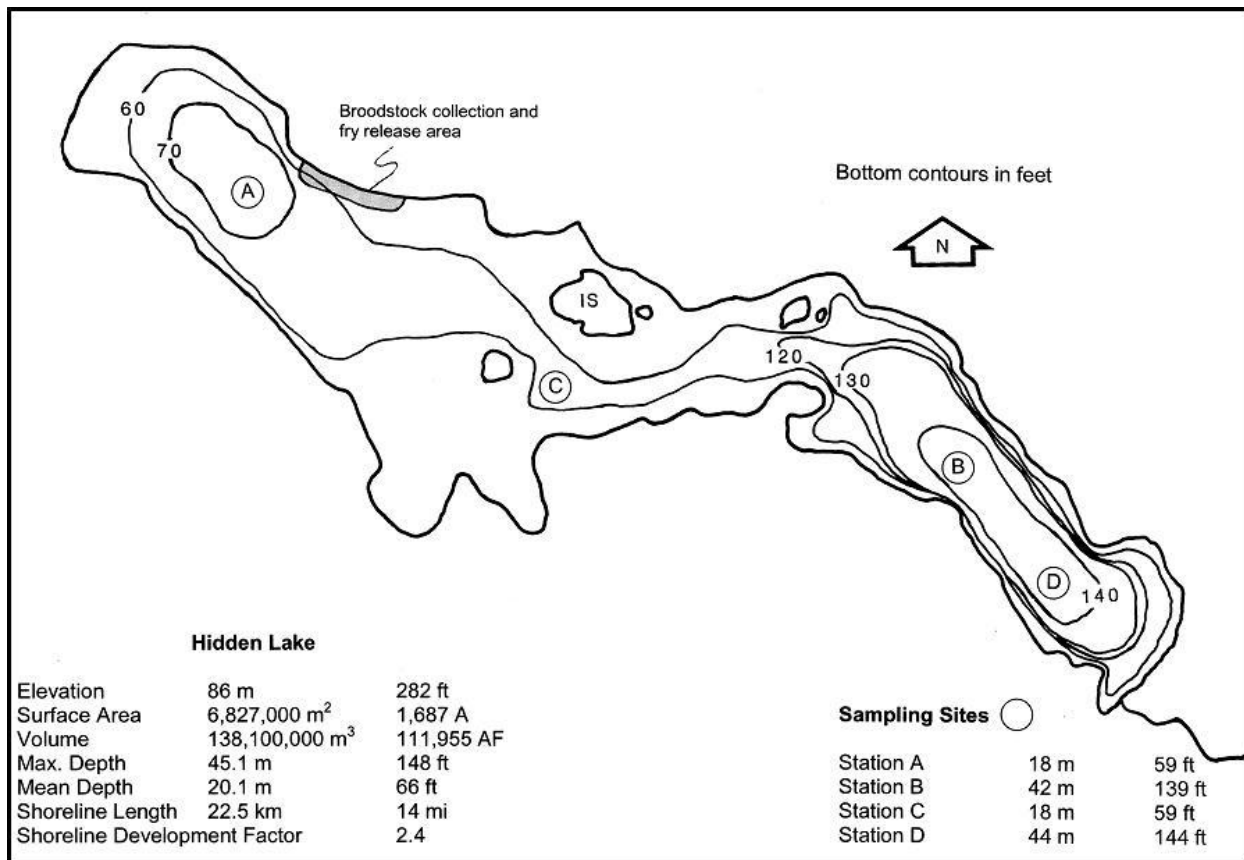 60
70
A
Broodstock collection and
fry release area
Bottom contours in feet
N
IS
C
120
130
B
D
140
Hidden Lake
Elevation 86 m 282 ft
Surface Area 6,827,000 m² 1,687 A
Volume 138,100,000 m³ 111,955 AF
Max. Depth 45.1 m 148 ft
Mean Depth 20.1 m 66 ft
Shoreline Length 22.5 km 14 mi
Shoreline Development Factor 2.4
Sampling Sites
Station A 18 m 59 ft
Station B 42 m 139 ft
Station C 18 m 59 ft
Station D 44 m 144 ft